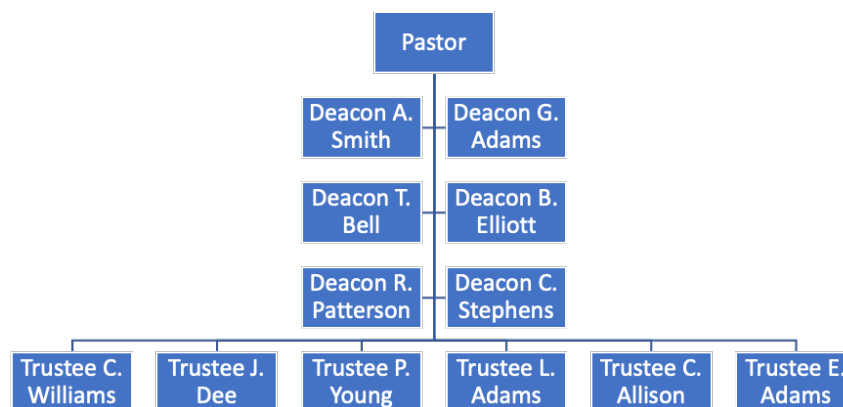 Pastor
Deacon A.
Smith
Deacon G.
Adams
Deacon T.
Bell
Deacon B.
Elliott
Deacon R.
Patterson
Deacon C.
Stephens
Trustee C.
Williams
Trustee J.
Dee
Trustee P.
Young
Trustee L.
Adams
Trustee C.
Allison
Trustee E.
Adams